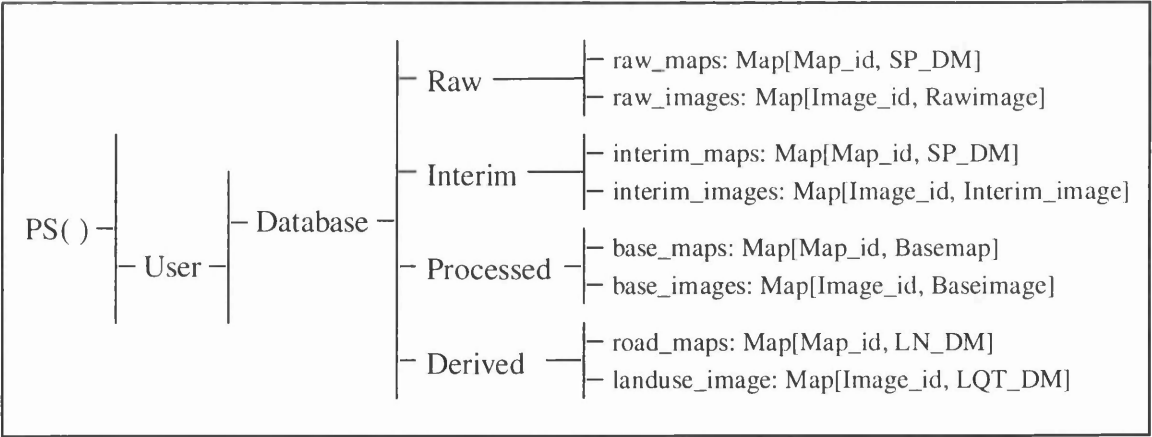 PS( )
User
Database
Raw
raw_maps: Map[Map_id, SP_DM]
raw_images: Map[Image_id, Rawimage]
Interim
interim_maps: Map[Map_id, SP_DM]
interim_images: Map[Image_id, Interim_image]
Processed
base_maps: Map[Map_id, Basemap]
base_images: Map[Image_id, Baseimage]
Derived
road_maps: Map[Map_id, LN_DM]
landuse_image: Map[Image_id, LQT_DM]